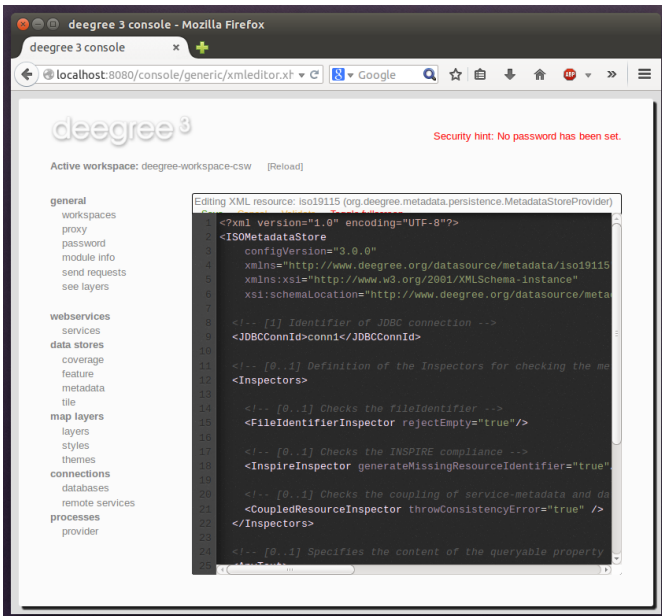 deegree 3 console - Mozilla Firefox
deegree 3 console
localhost:8080/console/generic/xmleditor.xh
Google
ABP
deegree 3
Security hint: No password has been set.
Active workspace: deegree-workspace-csw [Reload]
general
workspaces
proxy
password
module info
send requests
see layers
webservices
services
data stores
coverage
feature
metadata
tile
map layers
layers
styles
themes
connections
databases
remote services
processes
provider
Editing XML resource: iso19115 (org.deegree.metadata.persistence.MetadataStoreProvider)
Save Cancel Validate Toggle fullscreen
1 <?xml version="1.0" encoding="UTF-8"?>
2 <ISOMetadataStore
3 configVersion="3.0.0"
4 xmlns="http://www.deegree.org/datasource/metadata/iso19115
5 xmlns:xsi="http://www.w3.org/2001/XMLSchema-instance"
6 xsi:schemaLocation="http://www.deegree.org/datasource/meta
7
8 <!-- [1] Identifier of JDBC connection -->
9 <JDBCConnId>conn1</JDBCConnId>
10
11 <!-- [0..1] Definition of the Inspectors for checking the me
12 <Inspectors>
13
14 <!-- [0..1] Checks the fileIdentifier -->
15 <FileIdentifierInspector rejectEmpty="true"/>
16
17 <!-- [0..1] Checks the INSPIRE compliance -->
18 <InspireInspector generateMissingResourceIdentifier="true"/
19
20 <!-- [0..1] Checks the coupling of service-metadata and da
21 <CoupledResourceInspector throwConsistencyError="true" />
22 </Inspectors>
23
24 <!-- [0..1] Specifies the content of the queryable property
25 <AnyText>